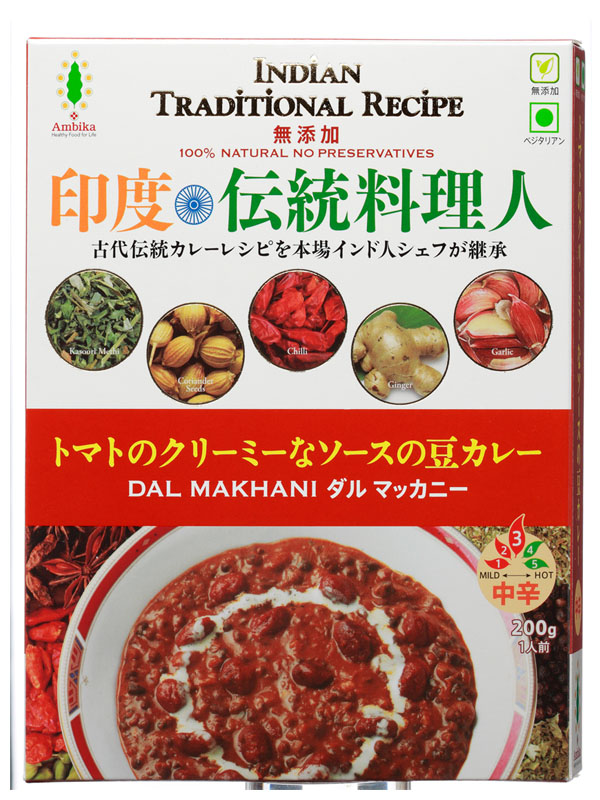 INDIAN
TRADITIONAL RECIPE
無添加
100% NATURAL NO PRESERVATIVES
Ambika
Healthy Food for Life
無添加
ベジタリアン
印度 伝統料理人
古代伝統カレーレシピを本場インド人シェフが継承
Kasoori Methi
Coriander
Seeds
Chilli
Ginger
Garlic
トマトのクリーミーなソースの豆カレー
DAL MAKHANI ダル マッカニー
1 2 3 4 5
MILD HOT
中辛
200g
1人前